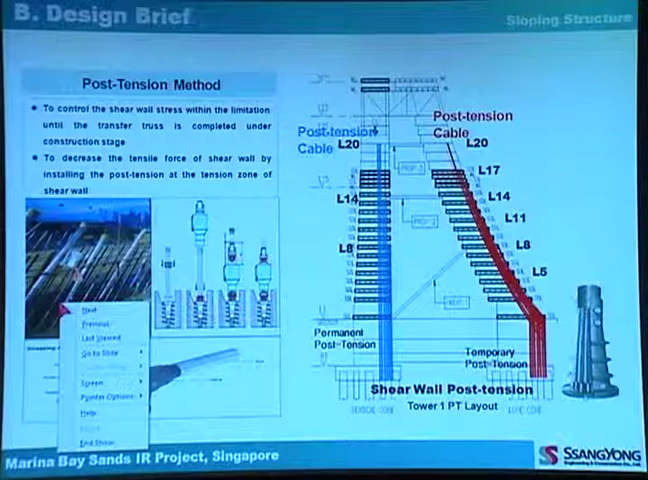 B. Design Brief
Sloping Structure
Post-Tension Method
To control the shear wall stress within the limitation
until the transfer truss is completed under
construction stage
To decrease the tensile force of shear wall by
installing the post-tension at the tension zone of
shear wall
Next
Previous
Last Viewed
Go to Slide
Screen
Pointer Options
Help
End Show
Post-tension
Cable
L20
L14
L8
Post-tension
Cable
L20
L17
L14
L11
L8
L5
Permanent
Post-Tension
Temporary
Post-Tension
Shear Wall Post-tension
Tower 1 PT Layout
Marina Bay Sands IR Project, Singapore
SSANGYONG